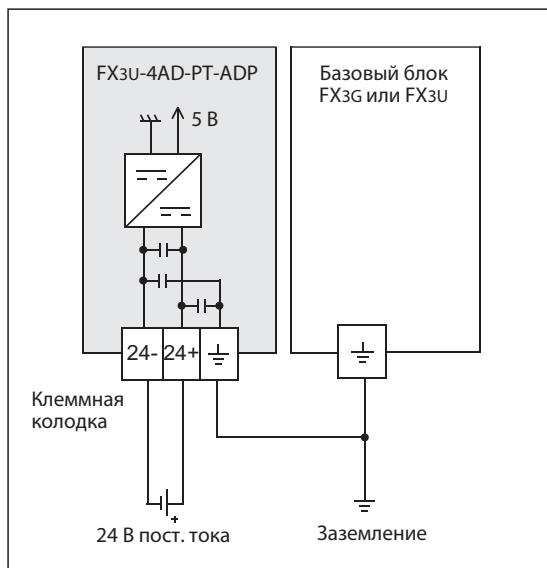 FX3U-4AD-PT-ADP
Базовый блок
FX3G или FX3U
5 В
24- 24+
Клеммная
колодка
+
24 В пост. тока
Заземление